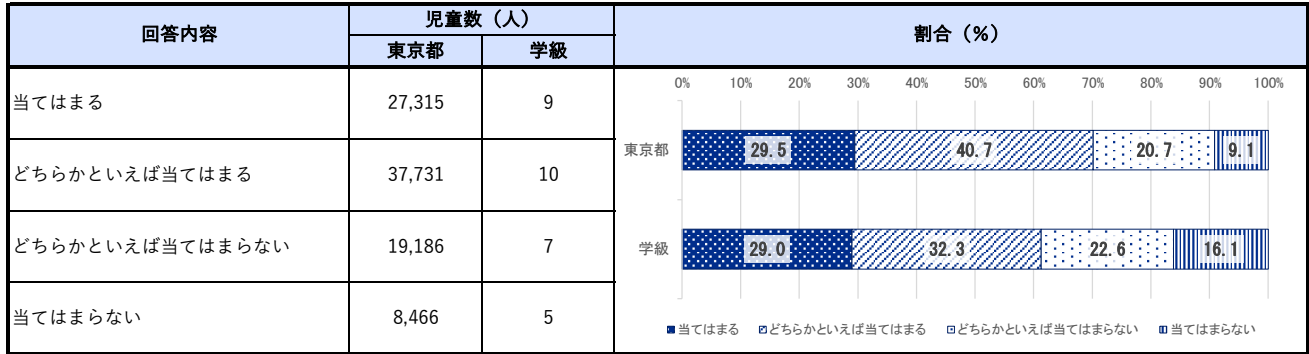 回答内容
児童数（人）
割合（％）
東京都
学級
当てはまる
27,315
9
どちらかといえば当てはまる
37,731
10
どちらかといえば当てはまらない
19,186
7
当てはまらない
8,466
5
0% 10% 20% 30% 40% 50% 60% 70% 80% 90% 100%
東京都 29.5 40.7 20.7 9.1
学級 29.0 32.3 22.6 16.1
当てはまる どちらかといえば当てはまる どちらかといえば当てはまらない 当てはまらない